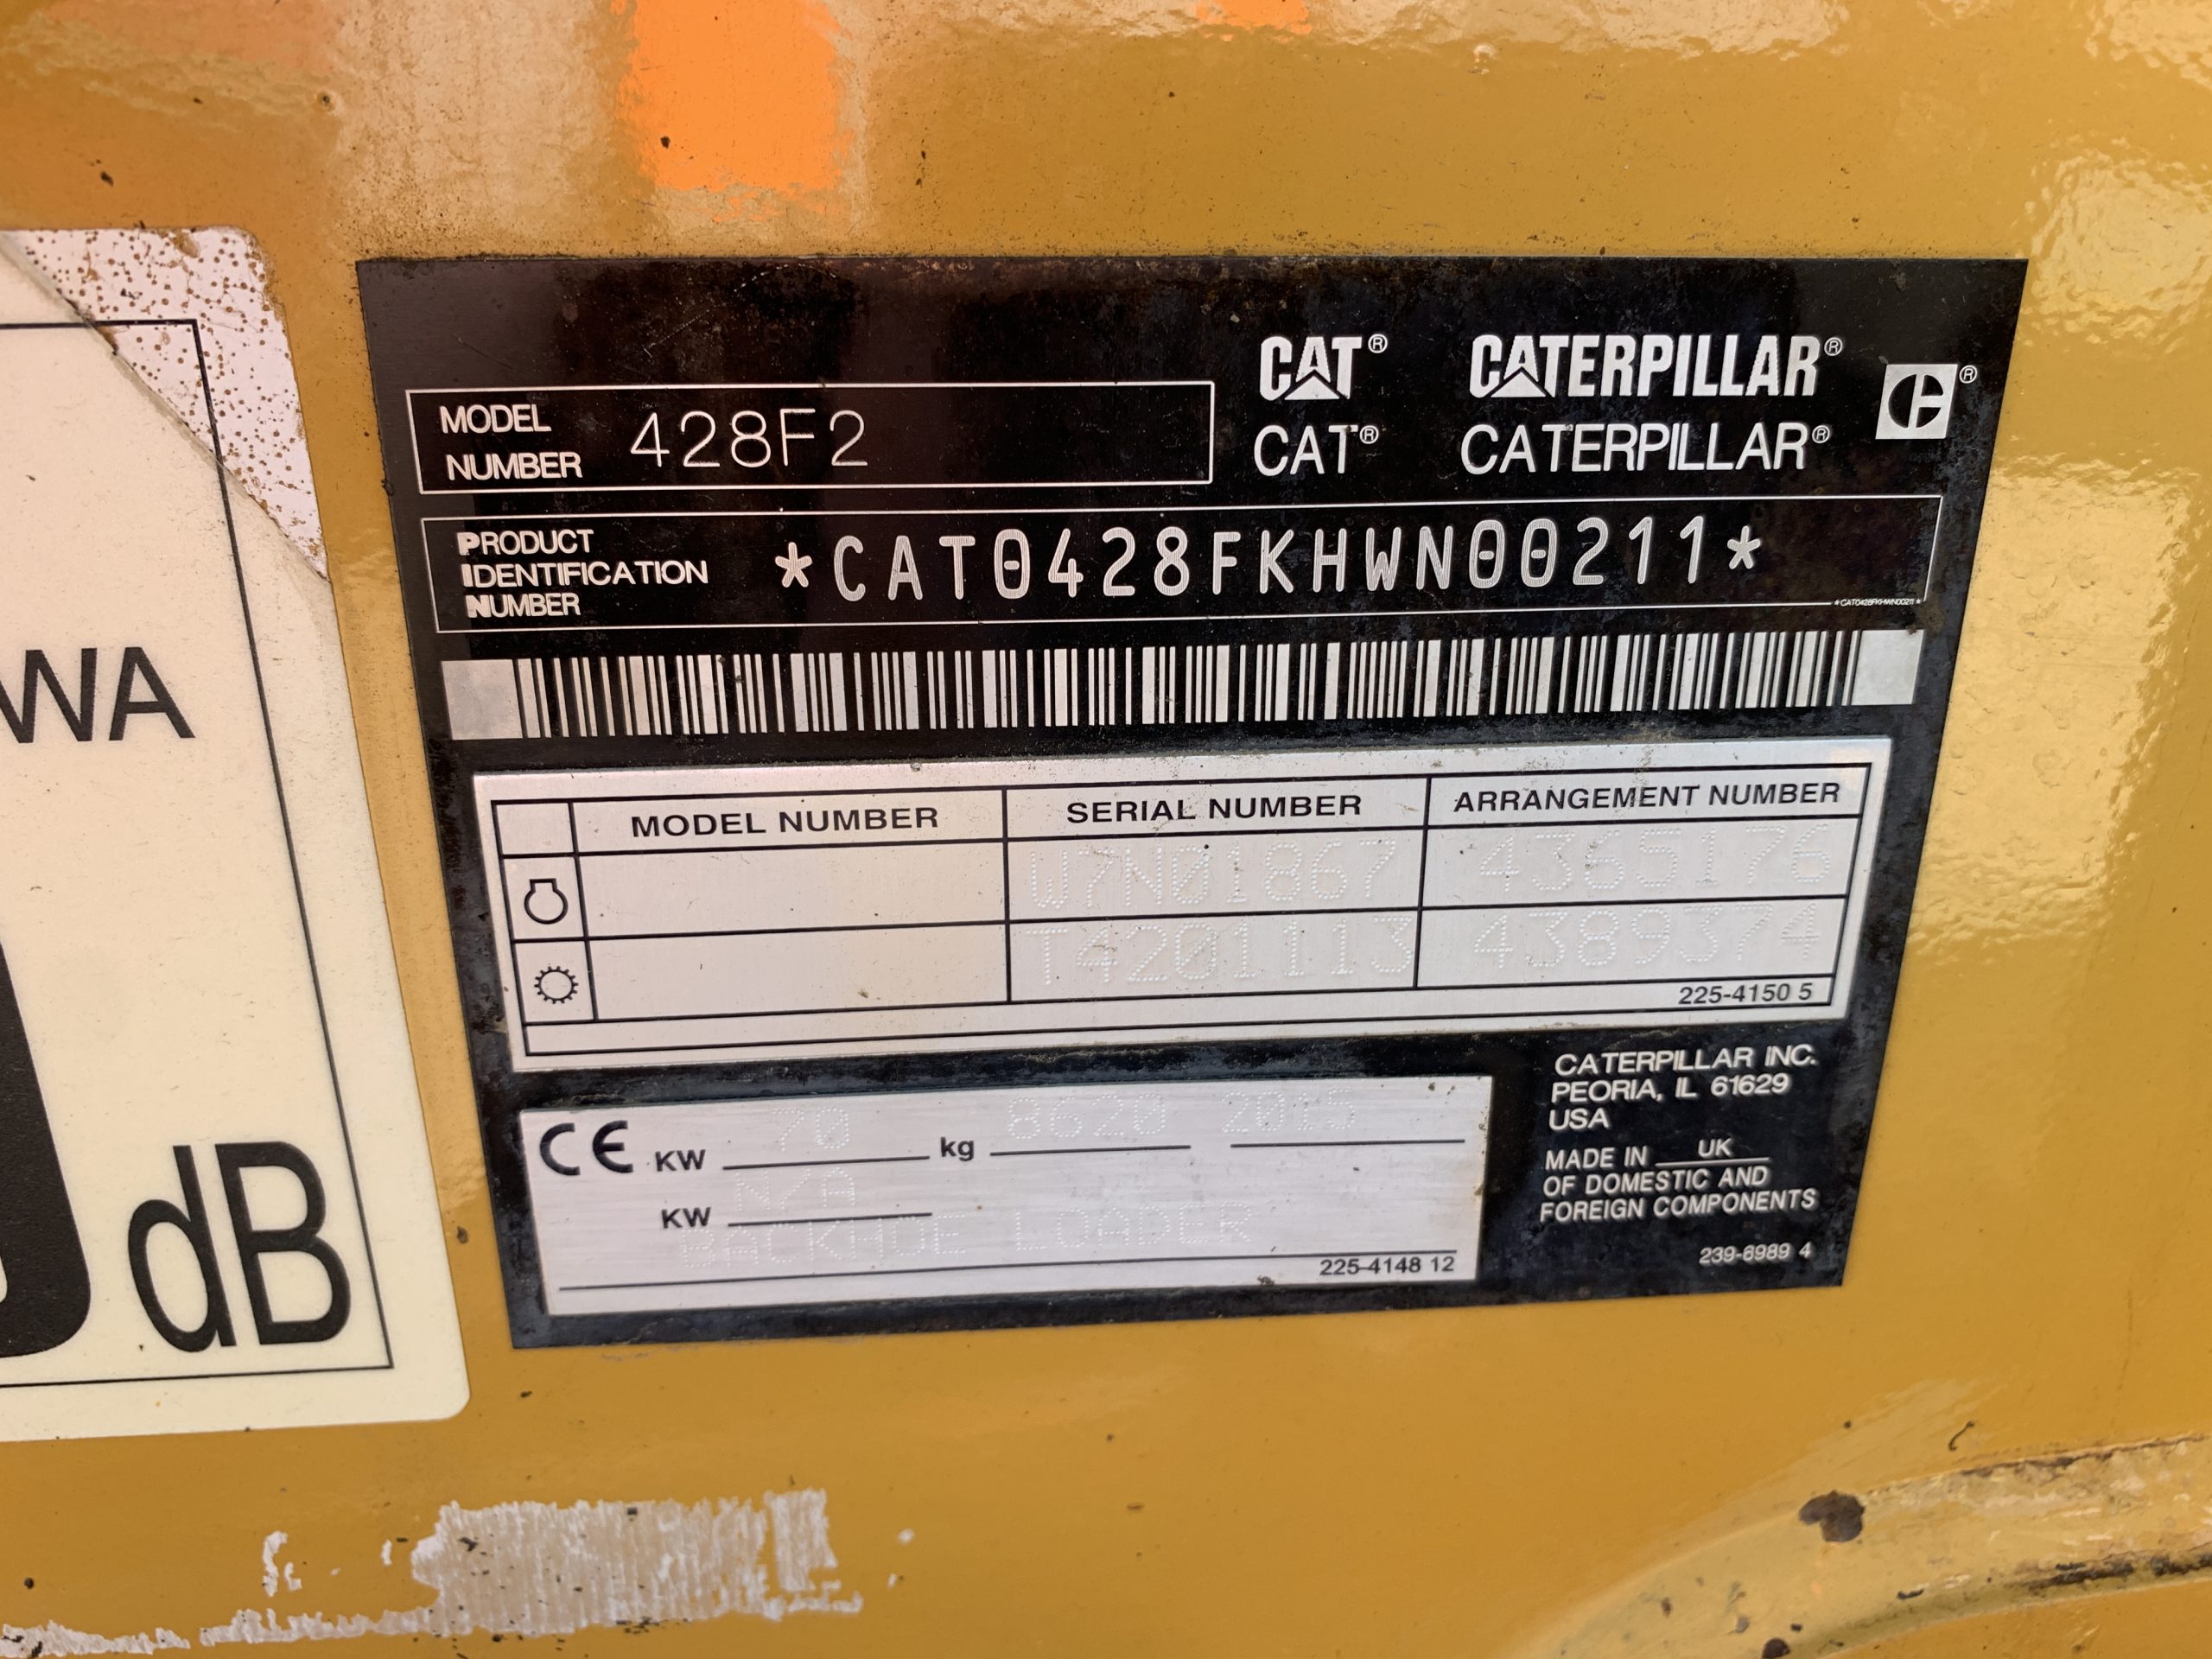 WA
dB
CAT® CATERPILLAR®
CAT® CATERPILLAR® ®
MODEL
NUMBER 428F2
PRODUCT
IDENTIFICATION
NUMBER
*CAT0428FKHWN00211*
*CAT0428FKHWN00211*
MODEL NUMBER SERIAL NUMBER ARRANGEMENT NUMBER
W7N01867 4365176
T4201113 4389374
225-4150 5
CE KW 70 kg 8620 2015
KW N/A
BACKHOE LOADER
225-4148 12
CATERPILLAR INC.
PEORIA, IL 61629
USA
MADE IN UK
OF DOMESTIC AND
FOREIGN COMPONENTS
239-6989 4